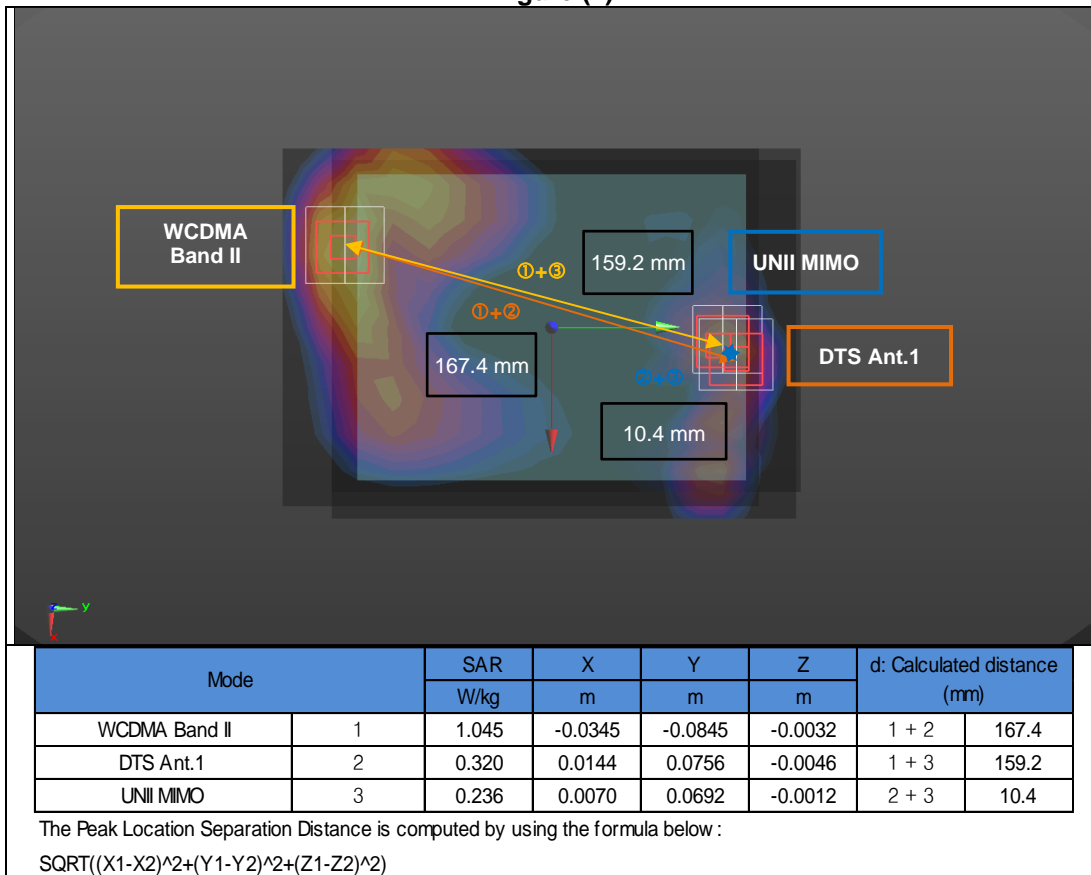 WCDMA
Band II
①+③
159.2 mm
UNII MIMO
①+②
167.4 mm
②+③
DTS Ant.1
10.4 mm
Y
X
Mode SAR X Y Z d: Calculated distance
W/kg m m m (mm)
WCDMA Band II 1 1.045 -0.0345 -0.0845 -0.0032 1 + 2 167.4
DTS Ant.1 2 0.320 0.0144 0.0756 -0.0046 1 + 3 159.2
UNII MIMO 3 0.236 0.0070 0.0692 -0.0012 2 + 3 10.4
The Peak Location Separation Distance is computed by using the formula below :
SQRT((X1-X2)^2+(Y1-Y2)^2+(Z1-Z2)^2)